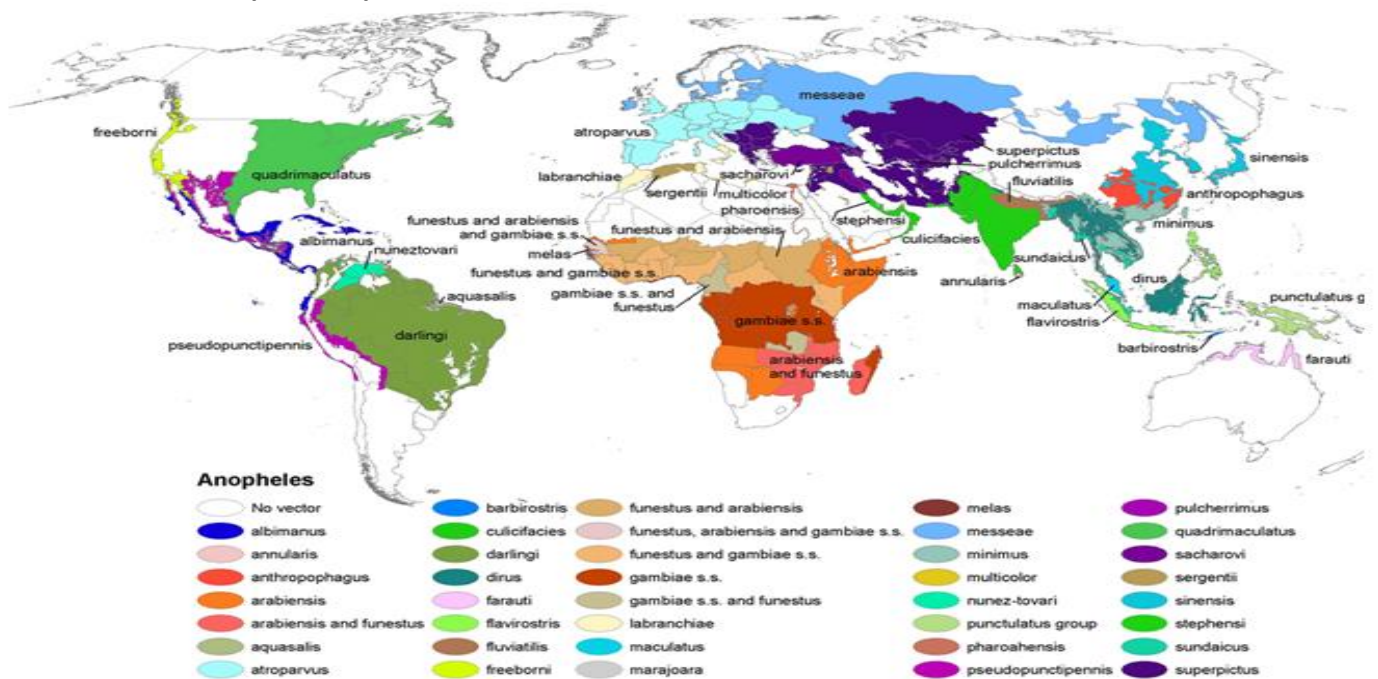 messeae
freeborni
atroparvus
superpictus
pulcherrimus
sinensis
quadrimaculatus
labranchiae
sacharovi
fluviatilis
sergentii
multicolor
anthropophagus
pharoensis
funestus and arabiensis
and gambiae s.s.
stephensi
minimus
albimanus
nuneztovari
funestus and arabiensis
culicifacies
melas
sundaicus
arabiensis
funestus and gambiae s.s.
annularis
dirus
aquasalis
gambiae s.s. and
funestus
maculatus
punctulatus g
gambiae s.s.
flavirostris
darlingi
pseudopunctipennis
barbirostris
arabiensis
and funestus
farauti
Anopheles
No vector
albimanus
annularis
anthropophagus
arabiensis
arabiensis and funestus
aquasalis
atroparvus
barbirostris
culicifacies
darlingi
dirus
farauti
flavirostris
fluviatilis
freeborni
funestus and arabiensis
funestus, arabiensis and gambiae s.s.
funestus and gambiae s.s.
gambiae s.s.
gambiae s.s. and funestus
labranchiae
maculatus
marajoara
melas
messeae
minimus
multicolor
nunez-tovari
punctulatus group
pharoahensis
pseudopunctipennis
pulcherrimus
quadrimaculatus
sacharovi
sergentii
sinensis
stephensi
sundaicus
superpictus